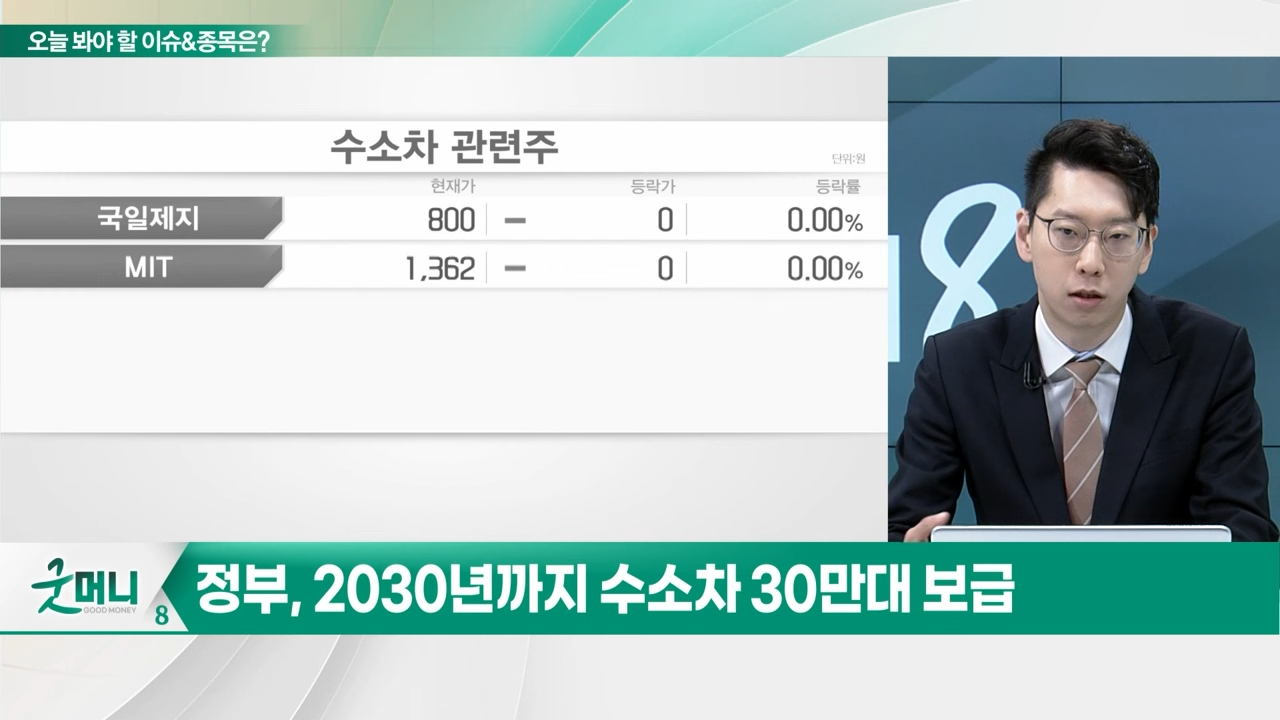 오늘 봐야 할 이슈&종목은?
수소차 관련주
단위:원
현재가 등락가 등락률
국일제지 800 0 0.00%
MIT 1,362 0 0.00%
8
굿머니
GOOD MONEY
8
정부, 2030년까지 수소차 30만대 보급